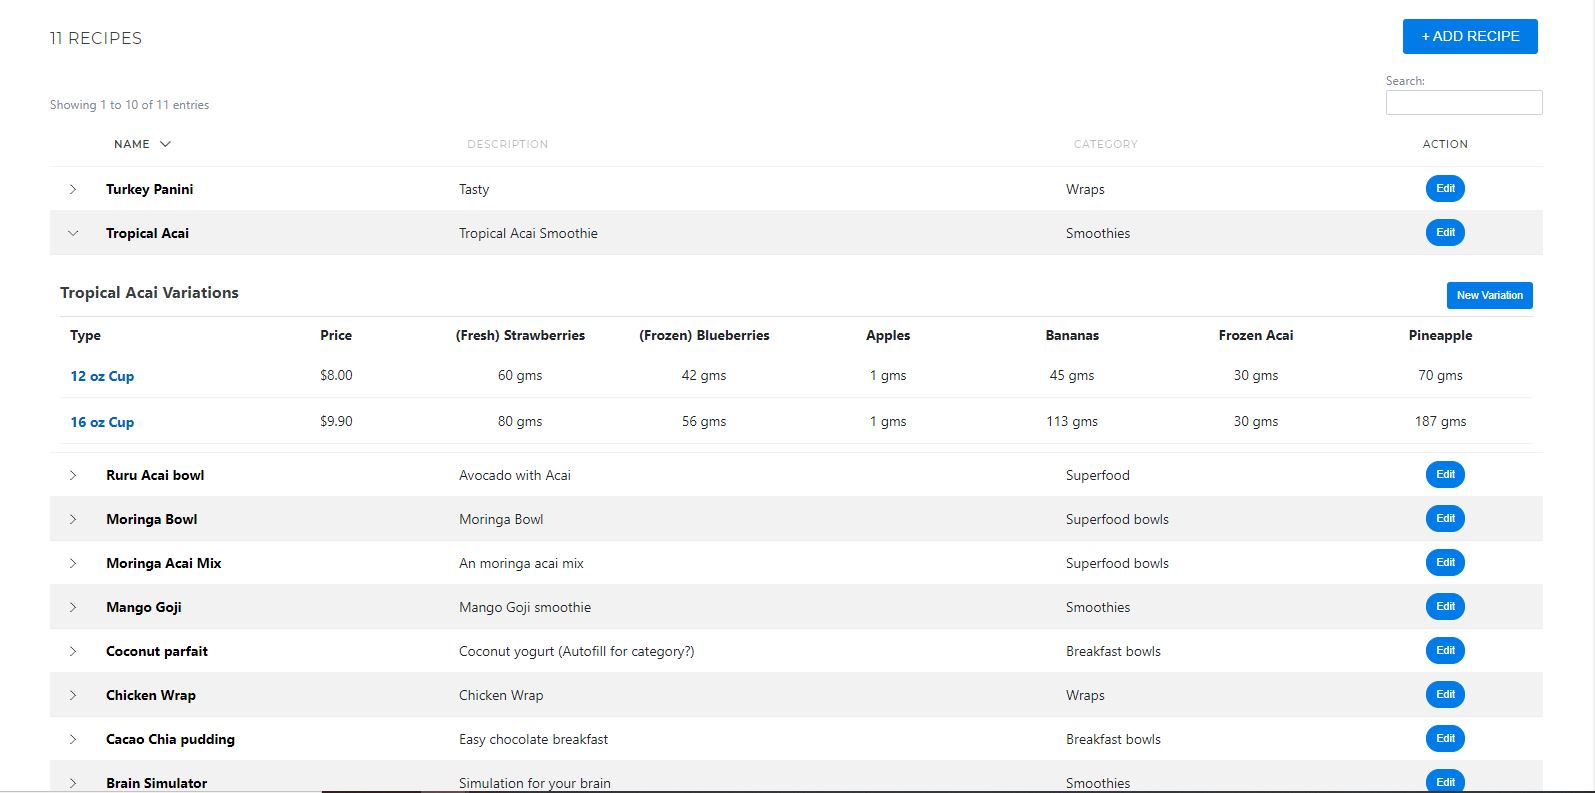 11 RECIPES
+ ADD RECIPE
Search:
Showing 1 to 10 of 11 entries
NAME DESCRIPTION CATEGORY ACTION
Turkey Panini Tasty Wraps Edit
Tropical Acai Tropical Acai Smoothie Smoothies Edit
Tropical Acai Variations New Variation
Type Price (Fresh) Strawberries (Frozen) Blueberries Apples Bananas Frozen Acai Pineapple
12 oz Cup $8.00 60 gms 42 gms 1 gms 45 gms 30 gms 70 gms
16 oz Cup $9.90 80 gms 56 gms 1 gms 113 gms 30 gms 187 gms
Ruru Acai bowl Avocado with Acai Superfood Edit
Moringa Bowl Moringa Bowl Superfood bowls Edit
Moringa Acai Mix An moringa acai mix Superfood bowls Edit
Mango Goji Mango Goji smoothie Smoothies Edit
Coconut parfait Coconut yogurt (Autofill for category?) Breakfast bowls Edit
Chicken Wrap Chicken Wrap Wraps Edit
Cacao Chia pudding Easy chocolate breakfast Breakfast bowls Edit
Brain Simulator Simulation for your brain Smoothies Edit